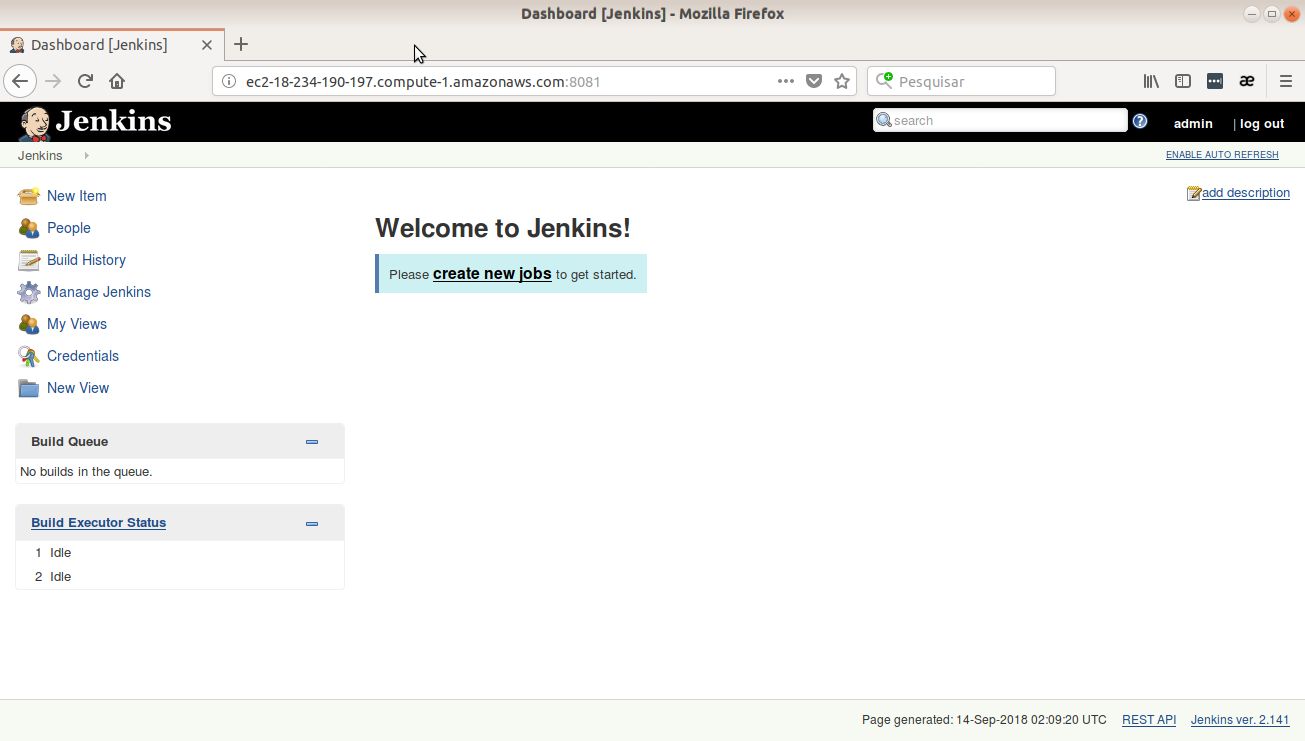 Dashboard [Jenkins] - Mozilla Firefox
Dashboard [Jenkins]
ec2-18-234-190-197.compute-1.amazonaws.com:8081
Pesquisar
Jenkins
search
admin
| log out
Jenkins
ENABLE AUTO REFRESH
New Item
People
Build History
Manage Jenkins
My Views
Credentials
New View
Build Queue
No builds in the queue.
Build Executor Status
1 Idle
2 Idle
add description
Welcome to Jenkins!
Please create new jobs to get started.
Page generated: 14-Sep-2018 02:09:20 UTC
REST API
Jenkins ver. 2.141